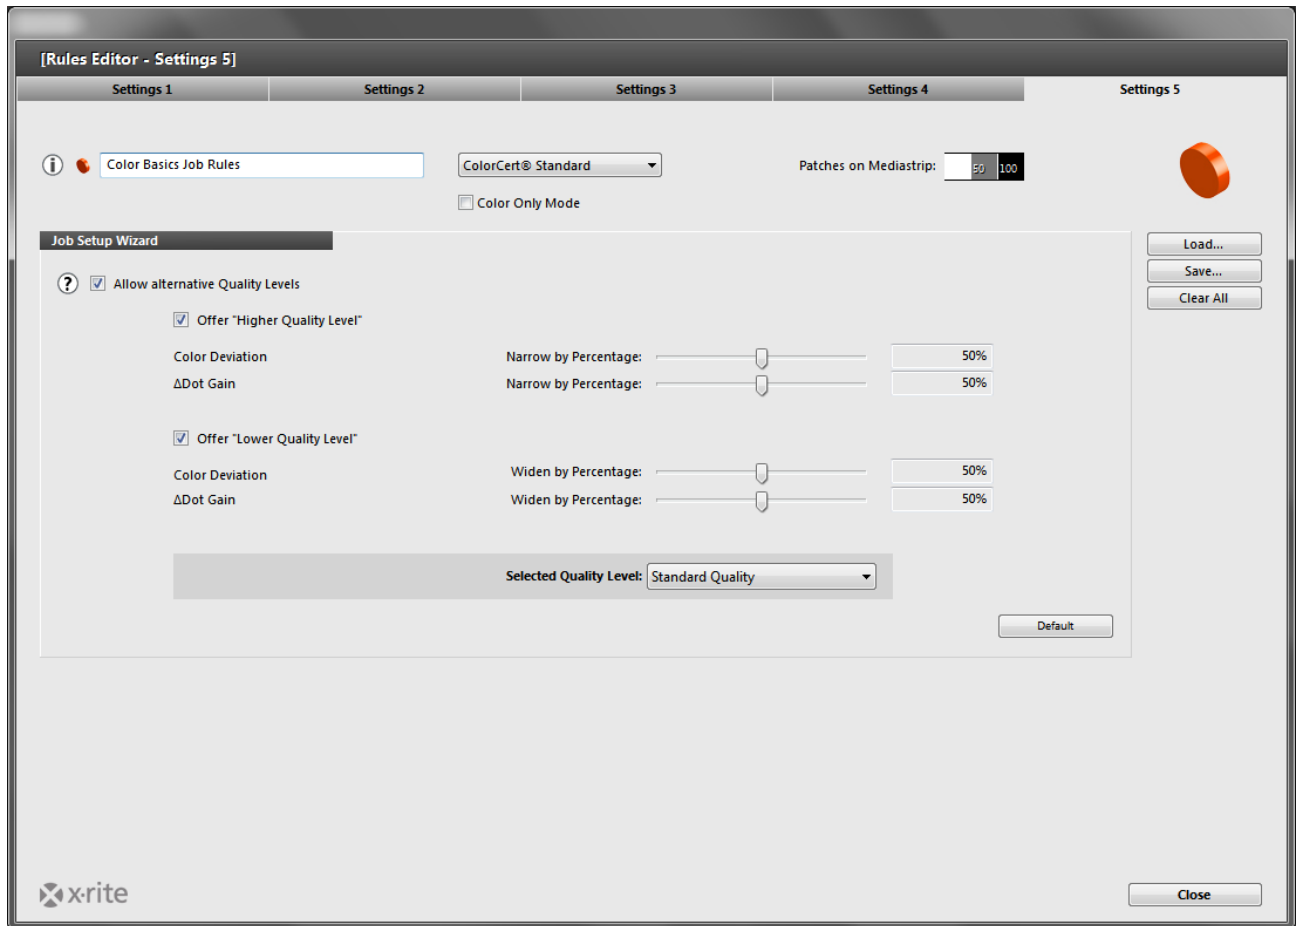 [Rules Editor - Settings 5]
Settings 1 Settings 2 Settings 3 Settings 4 Settings 5
Color Basics Job Rules ColorCert® Standard Patches on Mediastrip: 50 100
Color Only Mode
Job Setup Wizard
Load...
Save...
Clear All
Allow alternative Quality Levels
Offer "Higher Quality Level"
Color Deviation Narrow by Percentage: 50%
ΔDot Gain Narrow by Percentage: 50%
Offer "Lower Quality Level"
Color Deviation Widen by Percentage: 50%
ΔDot Gain Widen by Percentage: 50%
Selected Quality Level: Standard Quality
Default
x·rite
Close